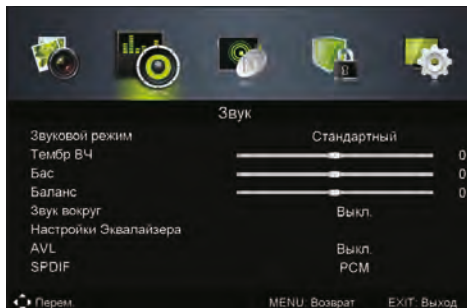 Звук
Звуковой режим Стандартный
Тембр ВЧ 0
Бас 0
Баланс 0
Звук вокруг Выкл.
Настройки Эквалайзера
AVL Выкл.
SPDIF PCM
Перем. MENU: Возврат EXIT: Выход